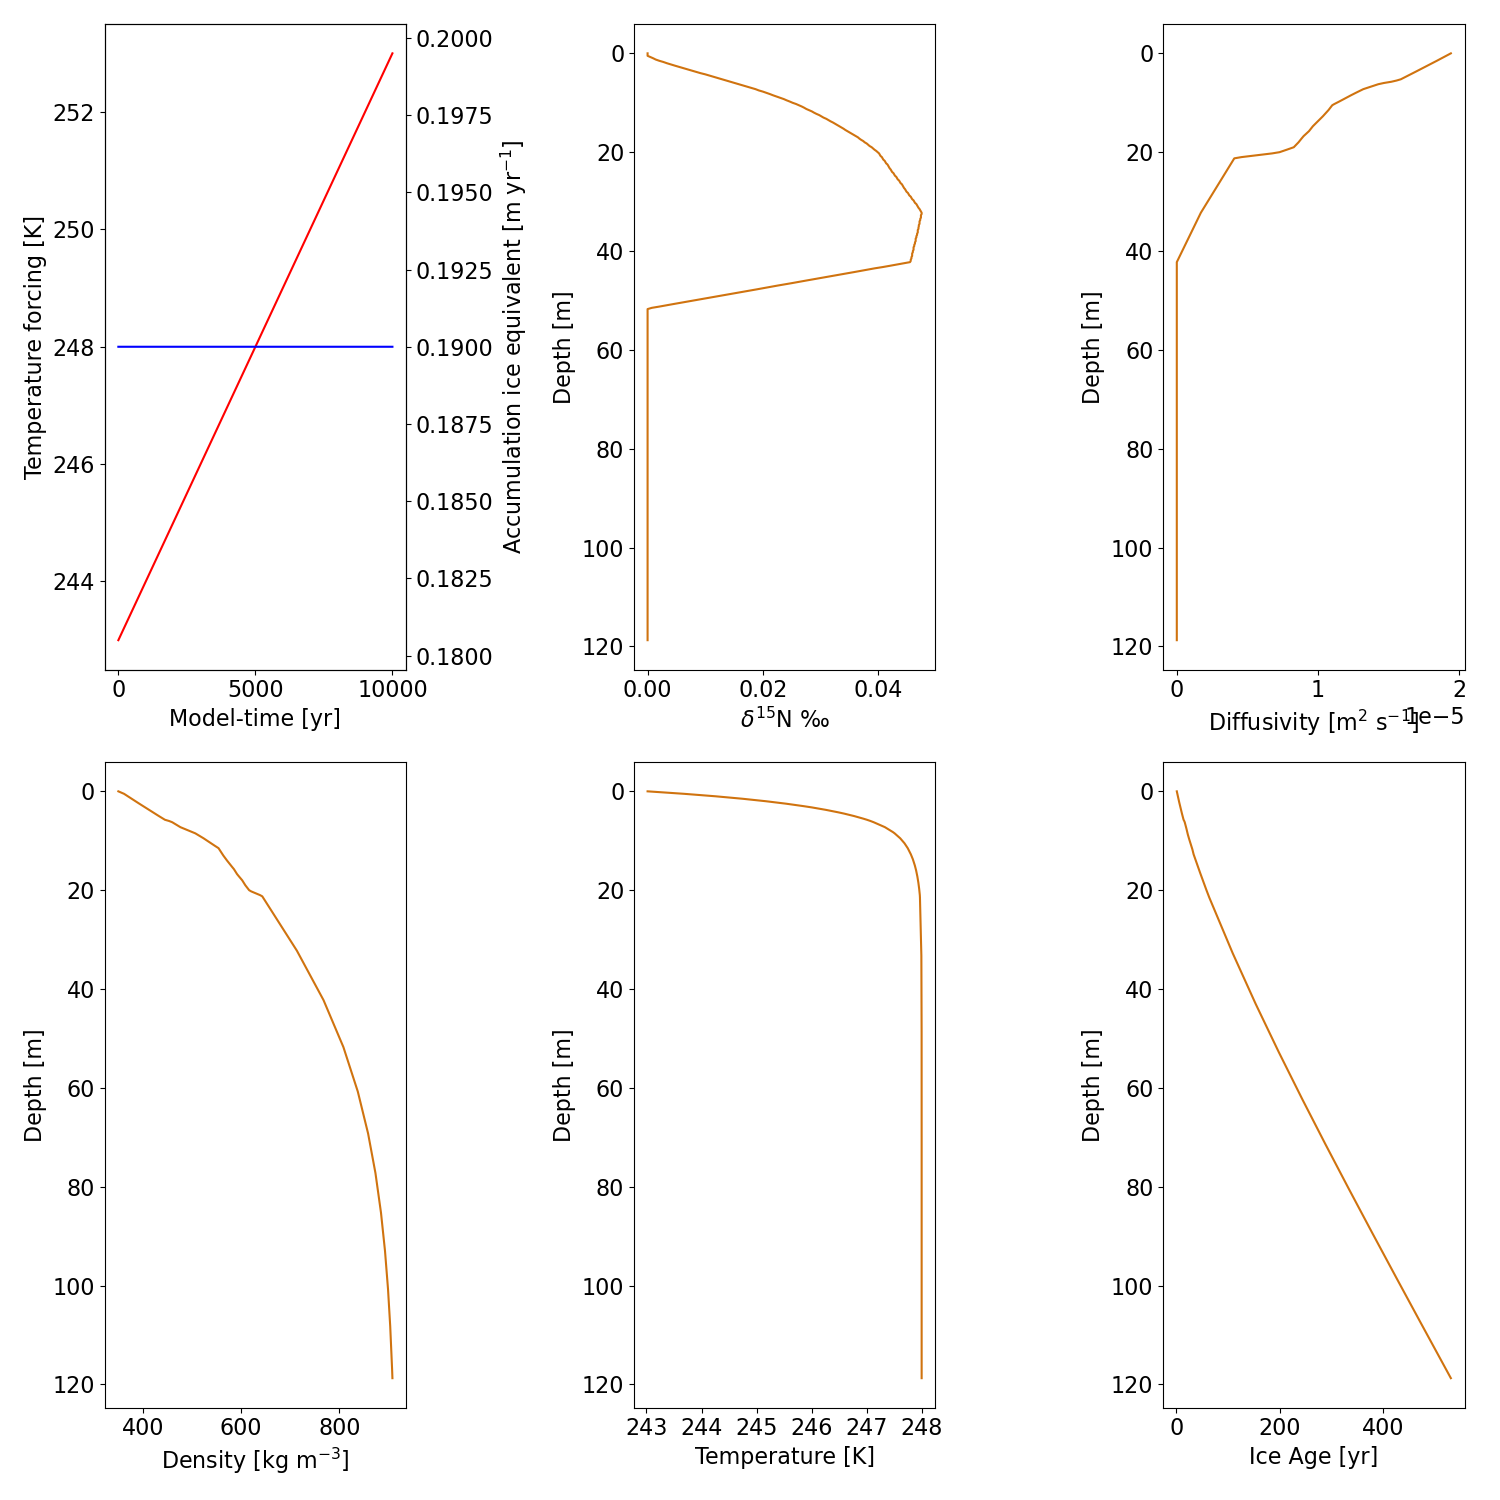 252
250
248
246
244
Temperature forcing [K]
0 5000 10000
Model-time [yr]
0.2000
0.1975
0.1950
0.1925
0.1900
0.1875
0.1850
0.1825
0.1800
Accumulation ice equivalent [m yr⁻¹]
0
20
40
60
80
100
120
Depth [m]
0.00 0.02 0.04
δ¹⁵N ‰
0
20
40
60
80
100
120
Depth [m]
0 1 2
Diffusivity [m² s⁻¹]
1e−5
0
20
40
60
80
100
120
Depth [m]
400 600 800
Density [kg m⁻³]
0
20
40
60
80
100
120
Depth [m]
243 244 245 246 247 248
Temperature [K]
0
20
40
60
80
100
120
Depth [m]
0 200 400
Ice Age [yr]